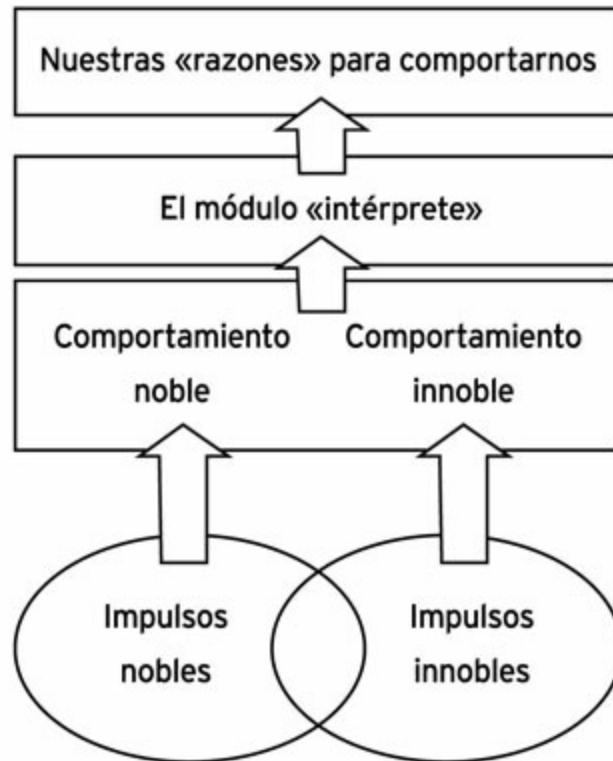 Nuestras «razones» para comportarnos
El módulo «intérprete»
Comportamiento
noble
Comportamiento
innoble
Impulsos
nobles
Impulsos
innobles